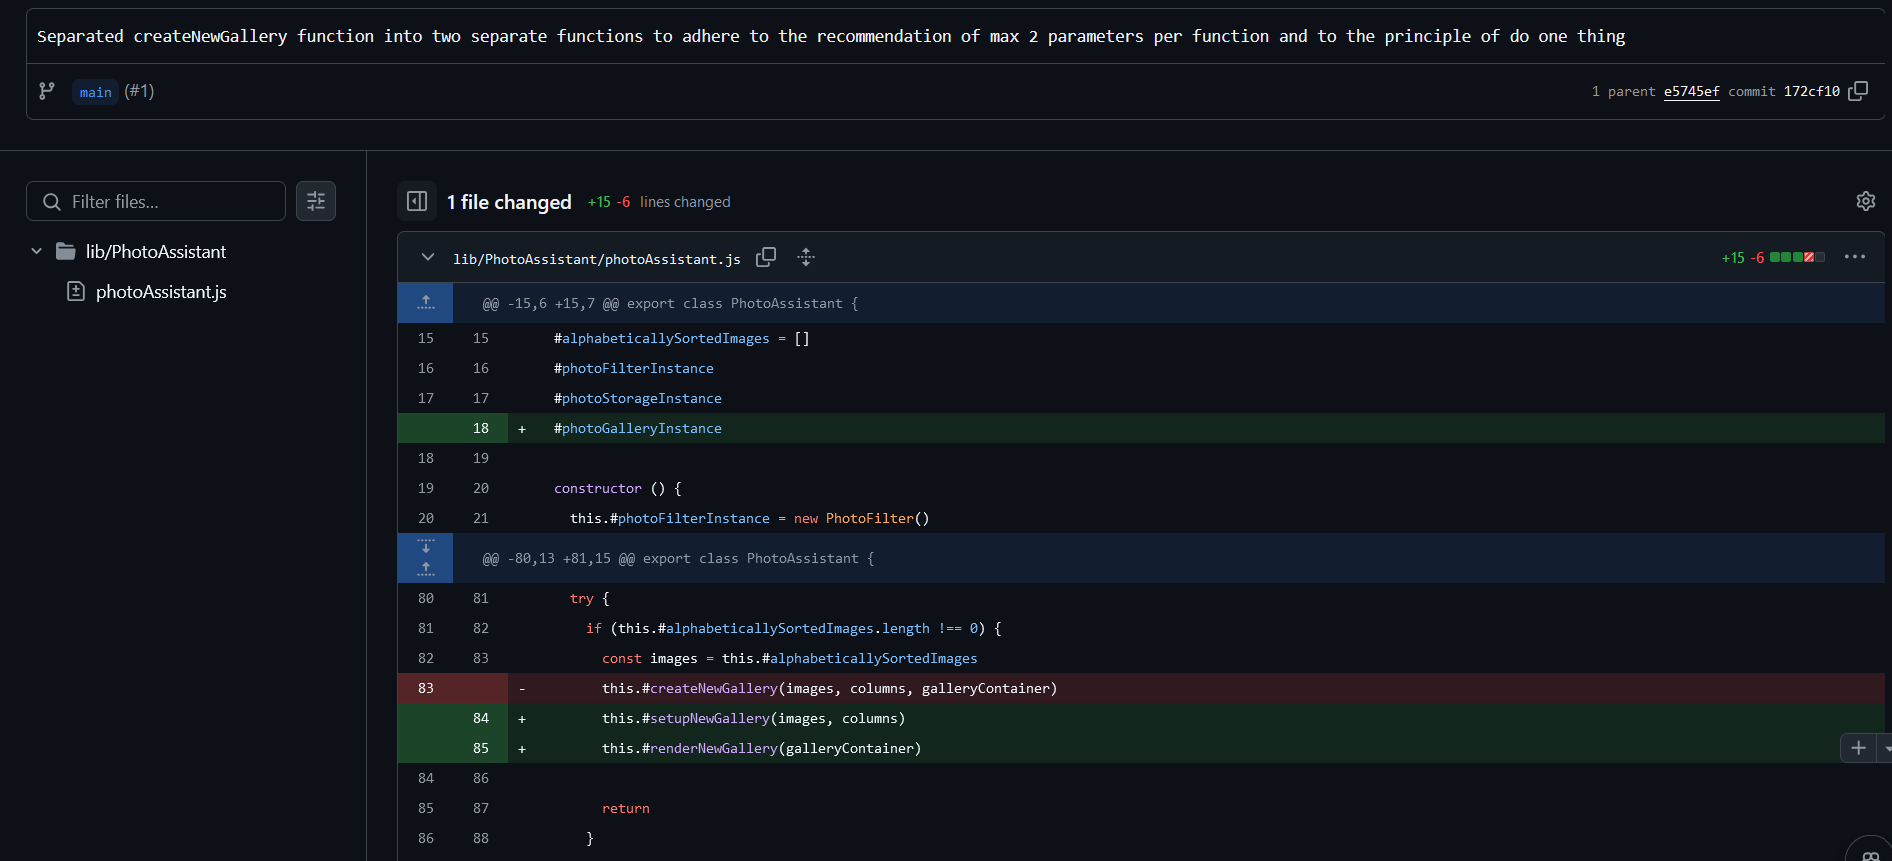 Separated createNewGallery function into two separate functions to adhere to the recommendation of max 2 parameters per function and to the principle of do one thing
main (#1)
1 parent e5745ef commit 172cf10
Filter files...
lib/PhotoAssistant
photoAssistant.js
1 file changed +15 -6 lines changed
lib/PhotoAssistant/photoAssistant.js
+15 -6
@@ -15,6 +15,7 @@ export class PhotoAssistant {
15 15 #alphabeticallySortedImages = []
16 16 #photoFilterInstance
17 17 #photoStorageInstance
18 + #photoGalleryInstance
18 19
19 20 constructor () {
20 21 this.#photoFilterInstance = new PhotoFilter()
@@ -80,13 +81,15 @@ export class PhotoAssistant {
80 81 try {
81 82 if (this.#alphabeticallySortedImages.length !== 0) {
82 83 const images = this.#alphabeticallySortedImages
83 - this.#createNewGallery(images, columns, galleryContainer)
84 + this.#setupNewGallery(images, columns)
85 + this.#renderNewGallery(galleryContainer)
84 86
85 87 return
86 88 }